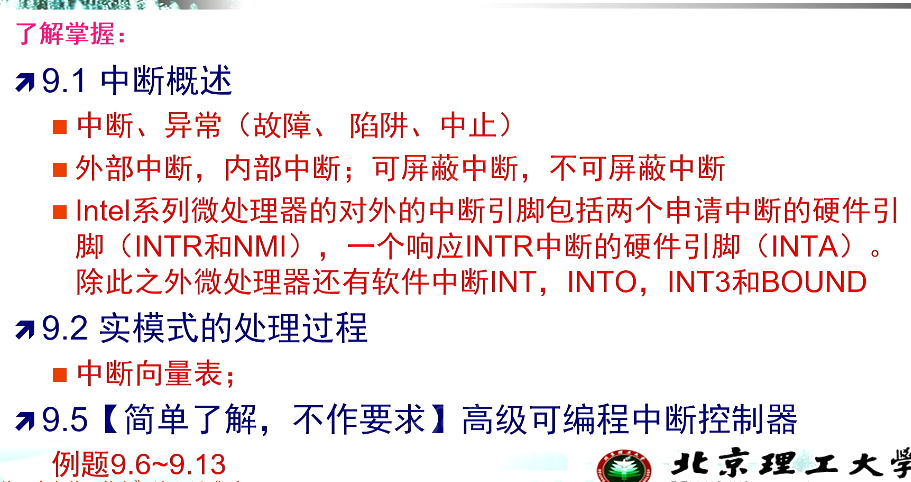 了解掌握：
9.1 中断概述
中断、异常（故障、 陷阱、中止）
外部中断，内部中断；可屏蔽中断，不可屏蔽中断
Intel系列微处理器的对外的中断引脚包括两个申请中断的硬件引
脚（INTR和NMI），一个响应INTR中断的硬件引脚（INTA）。
除此之外微处理器还有软件中断INT，INTO，INT3和BOUND
9.2 实模式的处理过程
中断向量表；
9.5【简单了解，不作要求】高级可编程中断控制器
例题9.6~9.13
北京理工大学